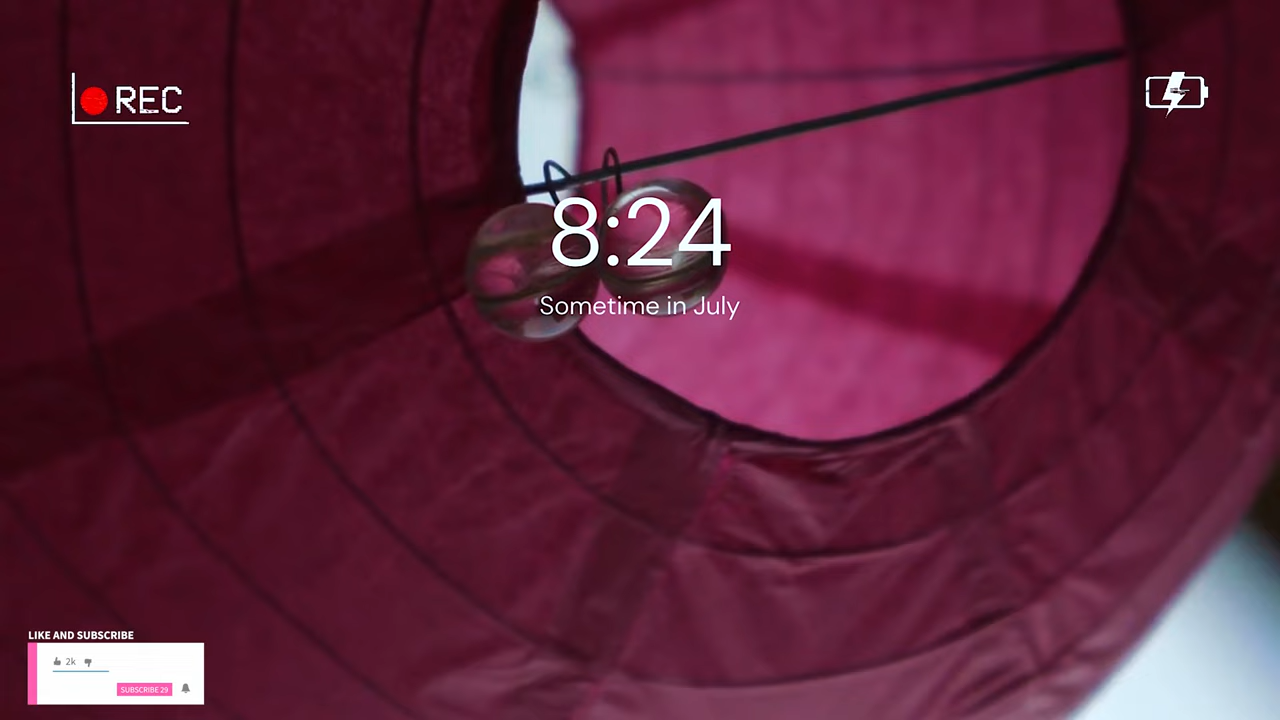 REC
8:24
Sometime in July
LIKE AND SUBSCRIBE
2k
SUBSCRIBE 29